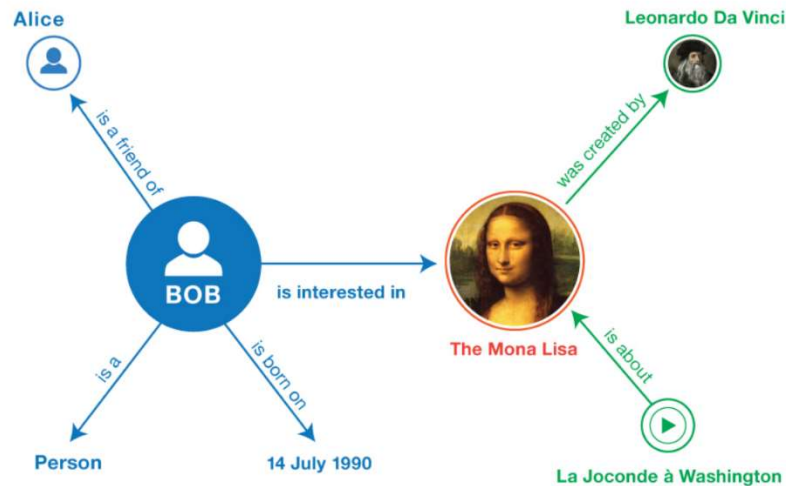 Alice
Leonardo Da Vinci
is a friend of
was created by
BOB
is interested in
The Mona Lisa
is a
is born on
is about
Person
14 July 1990
La Joconde à Washington